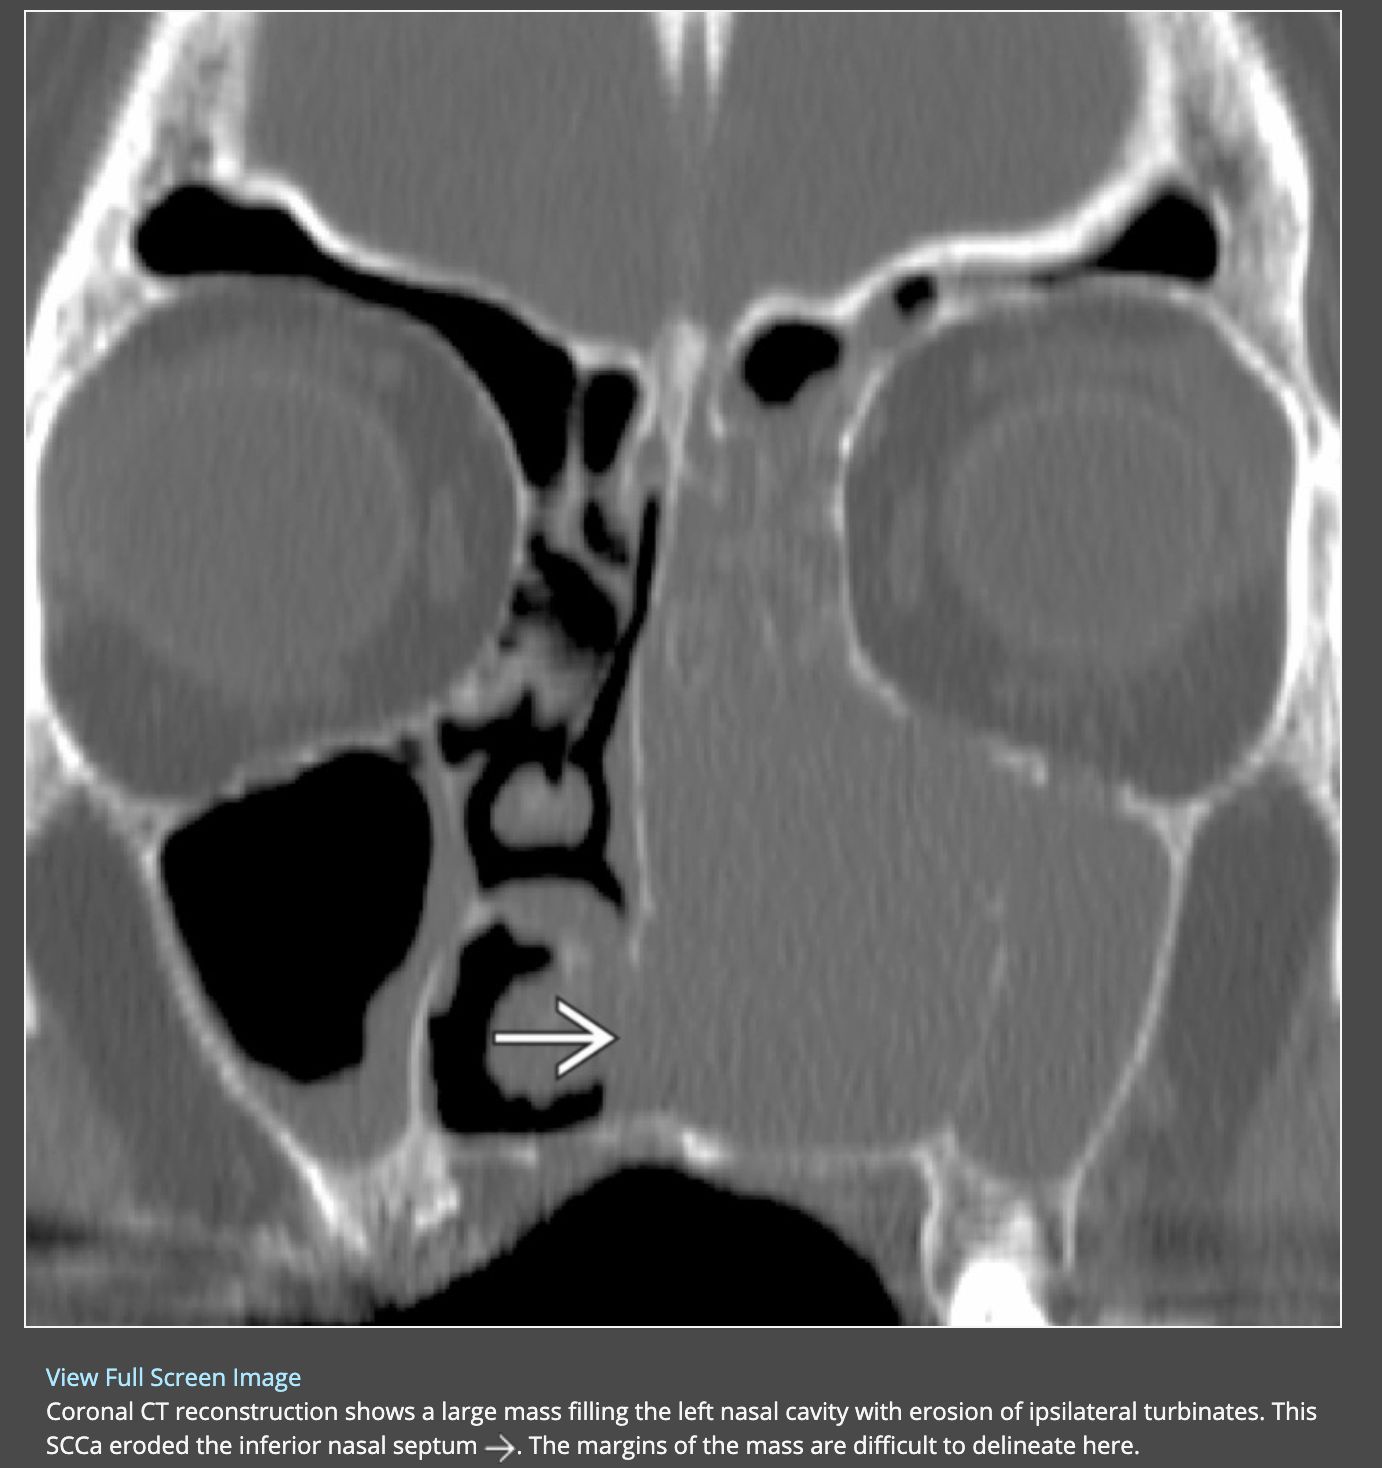 View Full Screen Image
Coronal CT reconstruction shows a large mass filling the left nasal cavity with erosion of ipsilateral turbinates. This
SCCa eroded the inferior nasal septum →. The margins of the mass are difficult to delineate here.